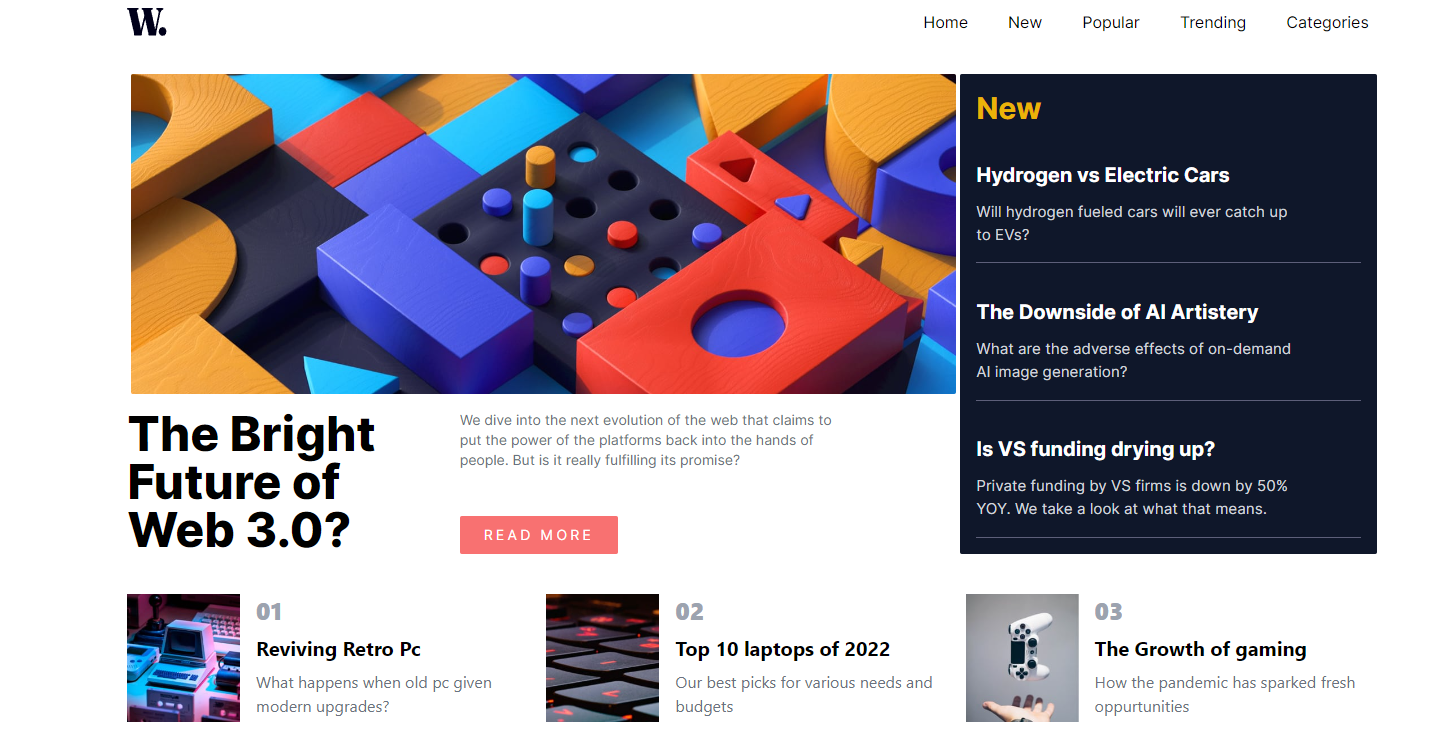 W.
Home
New
Popular
Trending
Categories
New
Hydrogen vs Electric Cars
Will hydrogen fueled cars will ever catch up
to EVs?
The Downside of AI Artistery
What are the adverse effects of on-demand
AI image generation?
Is VS funding drying up?
Private funding by VS firms is down by 50%
YOY. We take a look at what that means.
The Bright
Future of
Web 3.0?
We dive into the next evolution of the web that claims to
put the power of the platforms back into the hands of
people. But is it really fulfilling its promise?
READ MORE
01
Reviving Retro Pc
What happens when old pc given
modern upgrades?
02
Top 10 laptops of 2022
Our best picks for various needs and
budgets
03
The Growth of gaming
How the pandemic has sparked fresh
oppurtunities